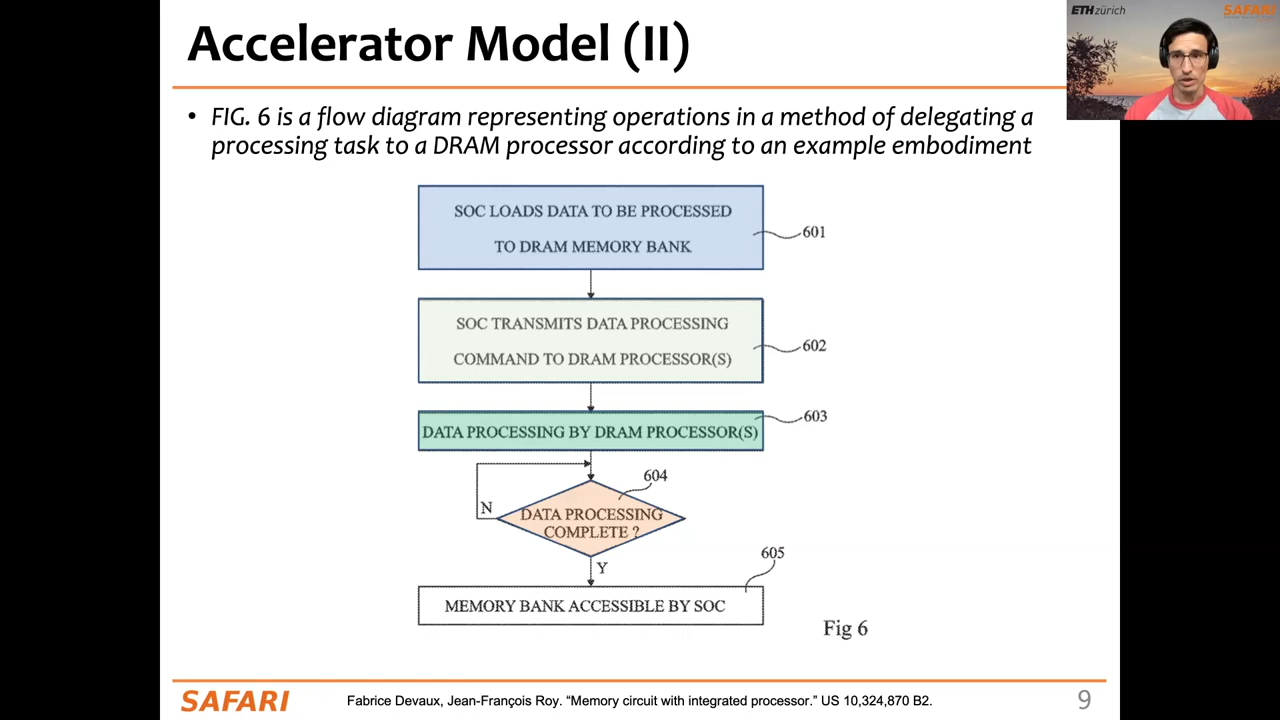 Accelerator Model (II)
ETH zürich
SAFARI
• FIG. 6 is a flow diagram representing operations in a method of delegating a
processing task to a DRAM processor according to an example embodiment
SOC LOADS DATA TO BE PROCESSED
TO DRAM MEMORY BANK
601
SOC TRANSMITS DATA PROCESSING
COMMAND TO DRAM PROCESSOR(S)
602
603
DATA PROCESSING BY DRAM PROCESSOR(S)
604
N
DATA PROCESSING
COMPLETE ?
605
Y
MEMORY BANK ACCESSIBLE BY SOC
Fig 6
SAFARI
Fabrice Devaux, Jean-François Roy. “Memory circuit with integrated processor.” US 10,324,870 B2.
9